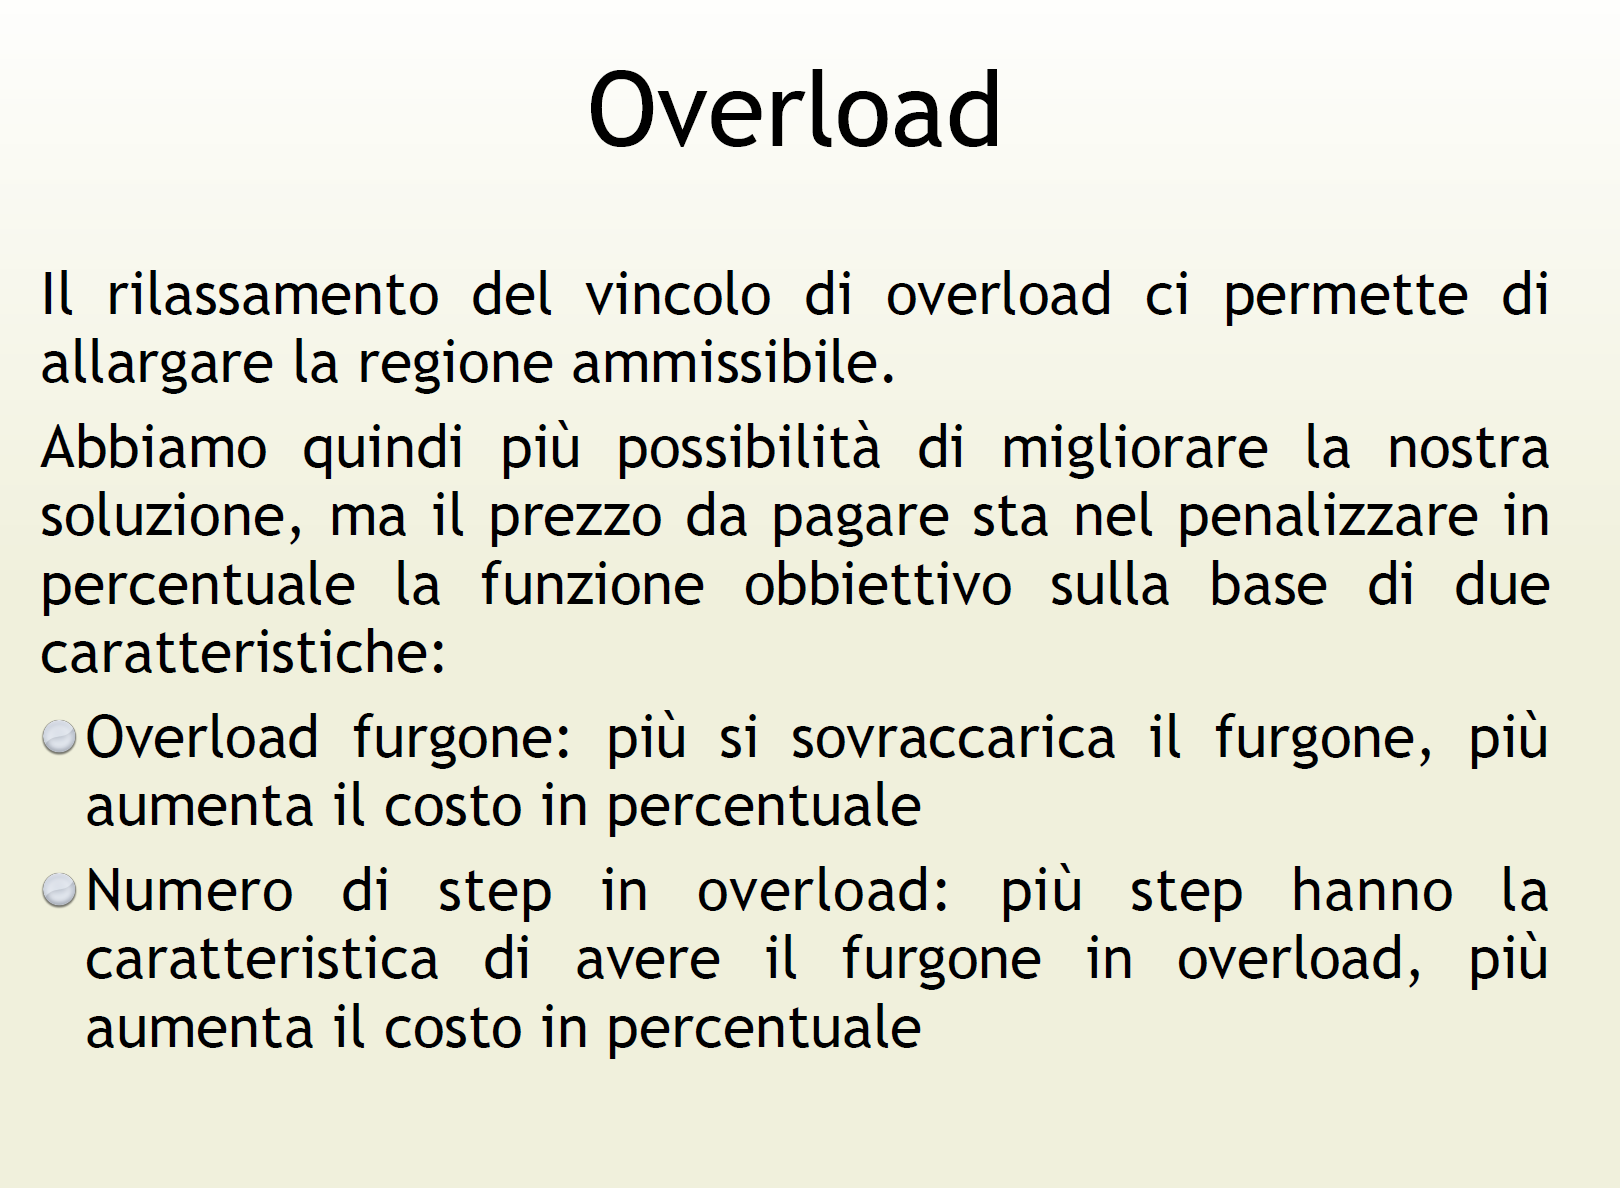 Overload
Il rilassamento del vincolo di overload ci permette di
allargare la regione ammissibile.
Abbiamo quindi più possibilità di migliorare la nostra
soluzione, ma il prezzo da pagare sta nel penalizzare in
percentuale la funzione obbiettivo sulla base di due
caratteristiche:
Overload furgone: più si sovraccarica il furgone, più
aumenta il costo in percentuale
Numero di step in overload: più step hanno la
caratteristica di avere il furgone in overload, più
aumenta il costo in percentuale